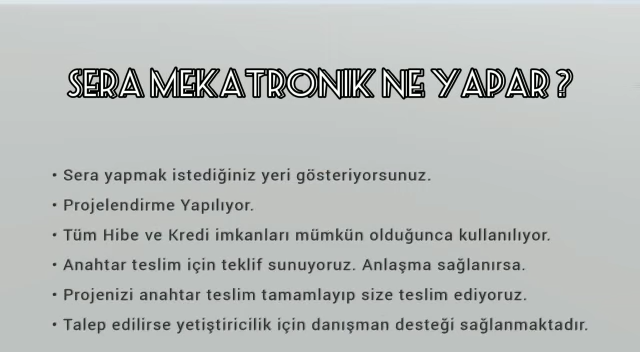 SERA MEKATRONIK NE YAPAR ?
• Sera yapmak istediğiniz yeri gösteriyorsunuz.
• Projelendirme Yapılıyor.
• Tüm Hibe ve Kredi imkanları mümkün olduğunca kullanılıyor.
• Anahtar teslim için teklif sunuyoruz. Anlaşma sağlanırsa.
• Projenizi anahtar teslim tamamlayıp size teslim ediyoruz.
• Talep edilirse yetiştiricilik için danışman desteği sağlanmaktadır.